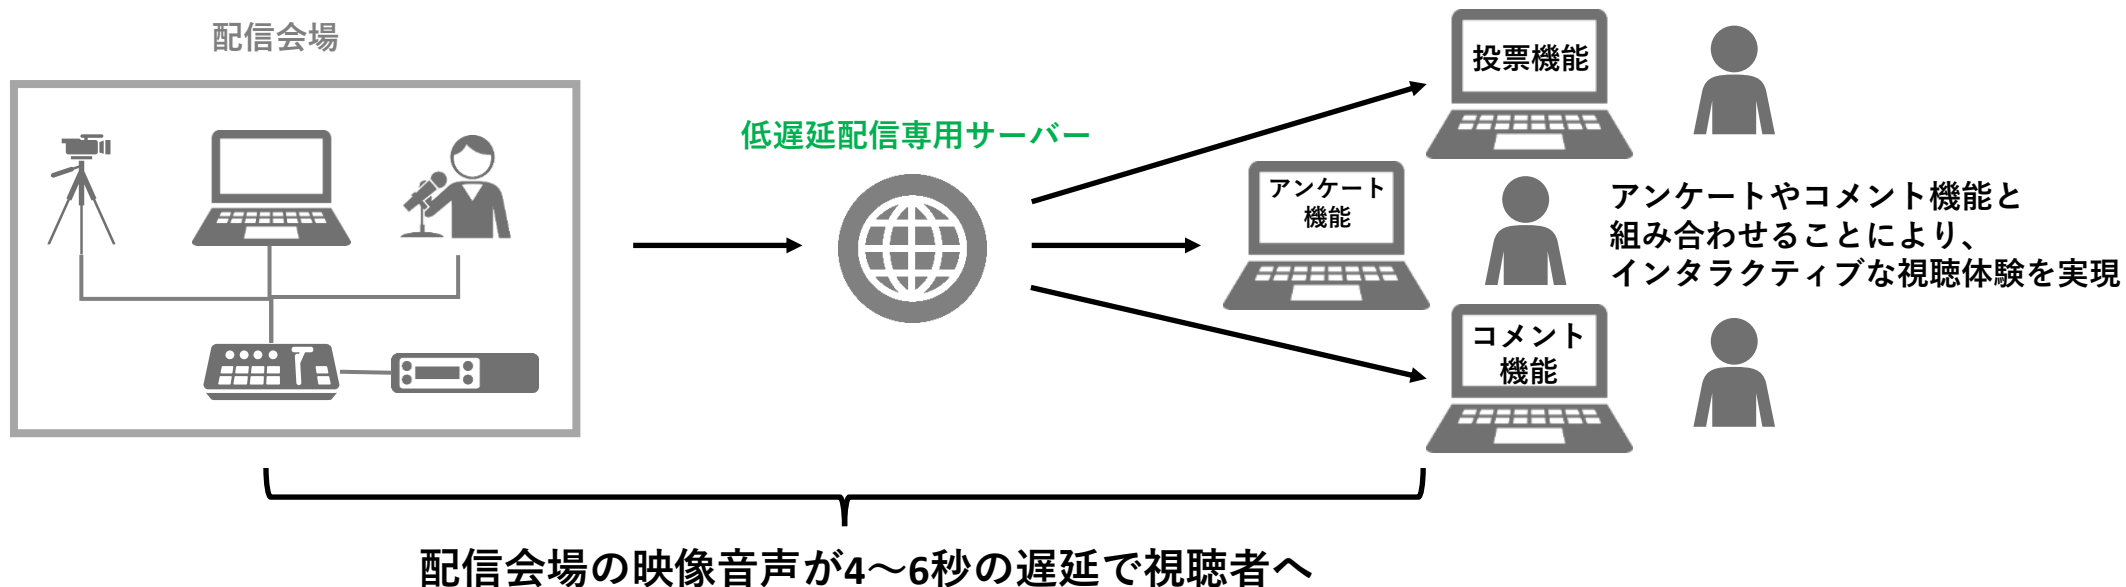 配信会場
低遅延配信専用サーバー
投票機能
アンケート
機能
コメント
機能
アンケートやコメント機能と
組み合わせることにより、
インタラクティブな視聴体験を実現
配信会場の映像音声が4～6秒の遅延で視聴者へ